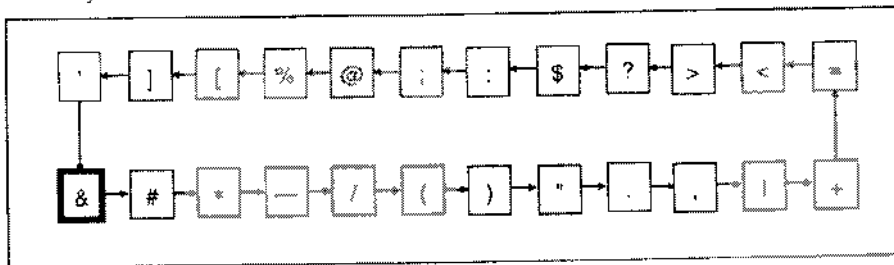 ' ] [ % @ ; : $ ? > < =
& # * — / ( ) " . , | +